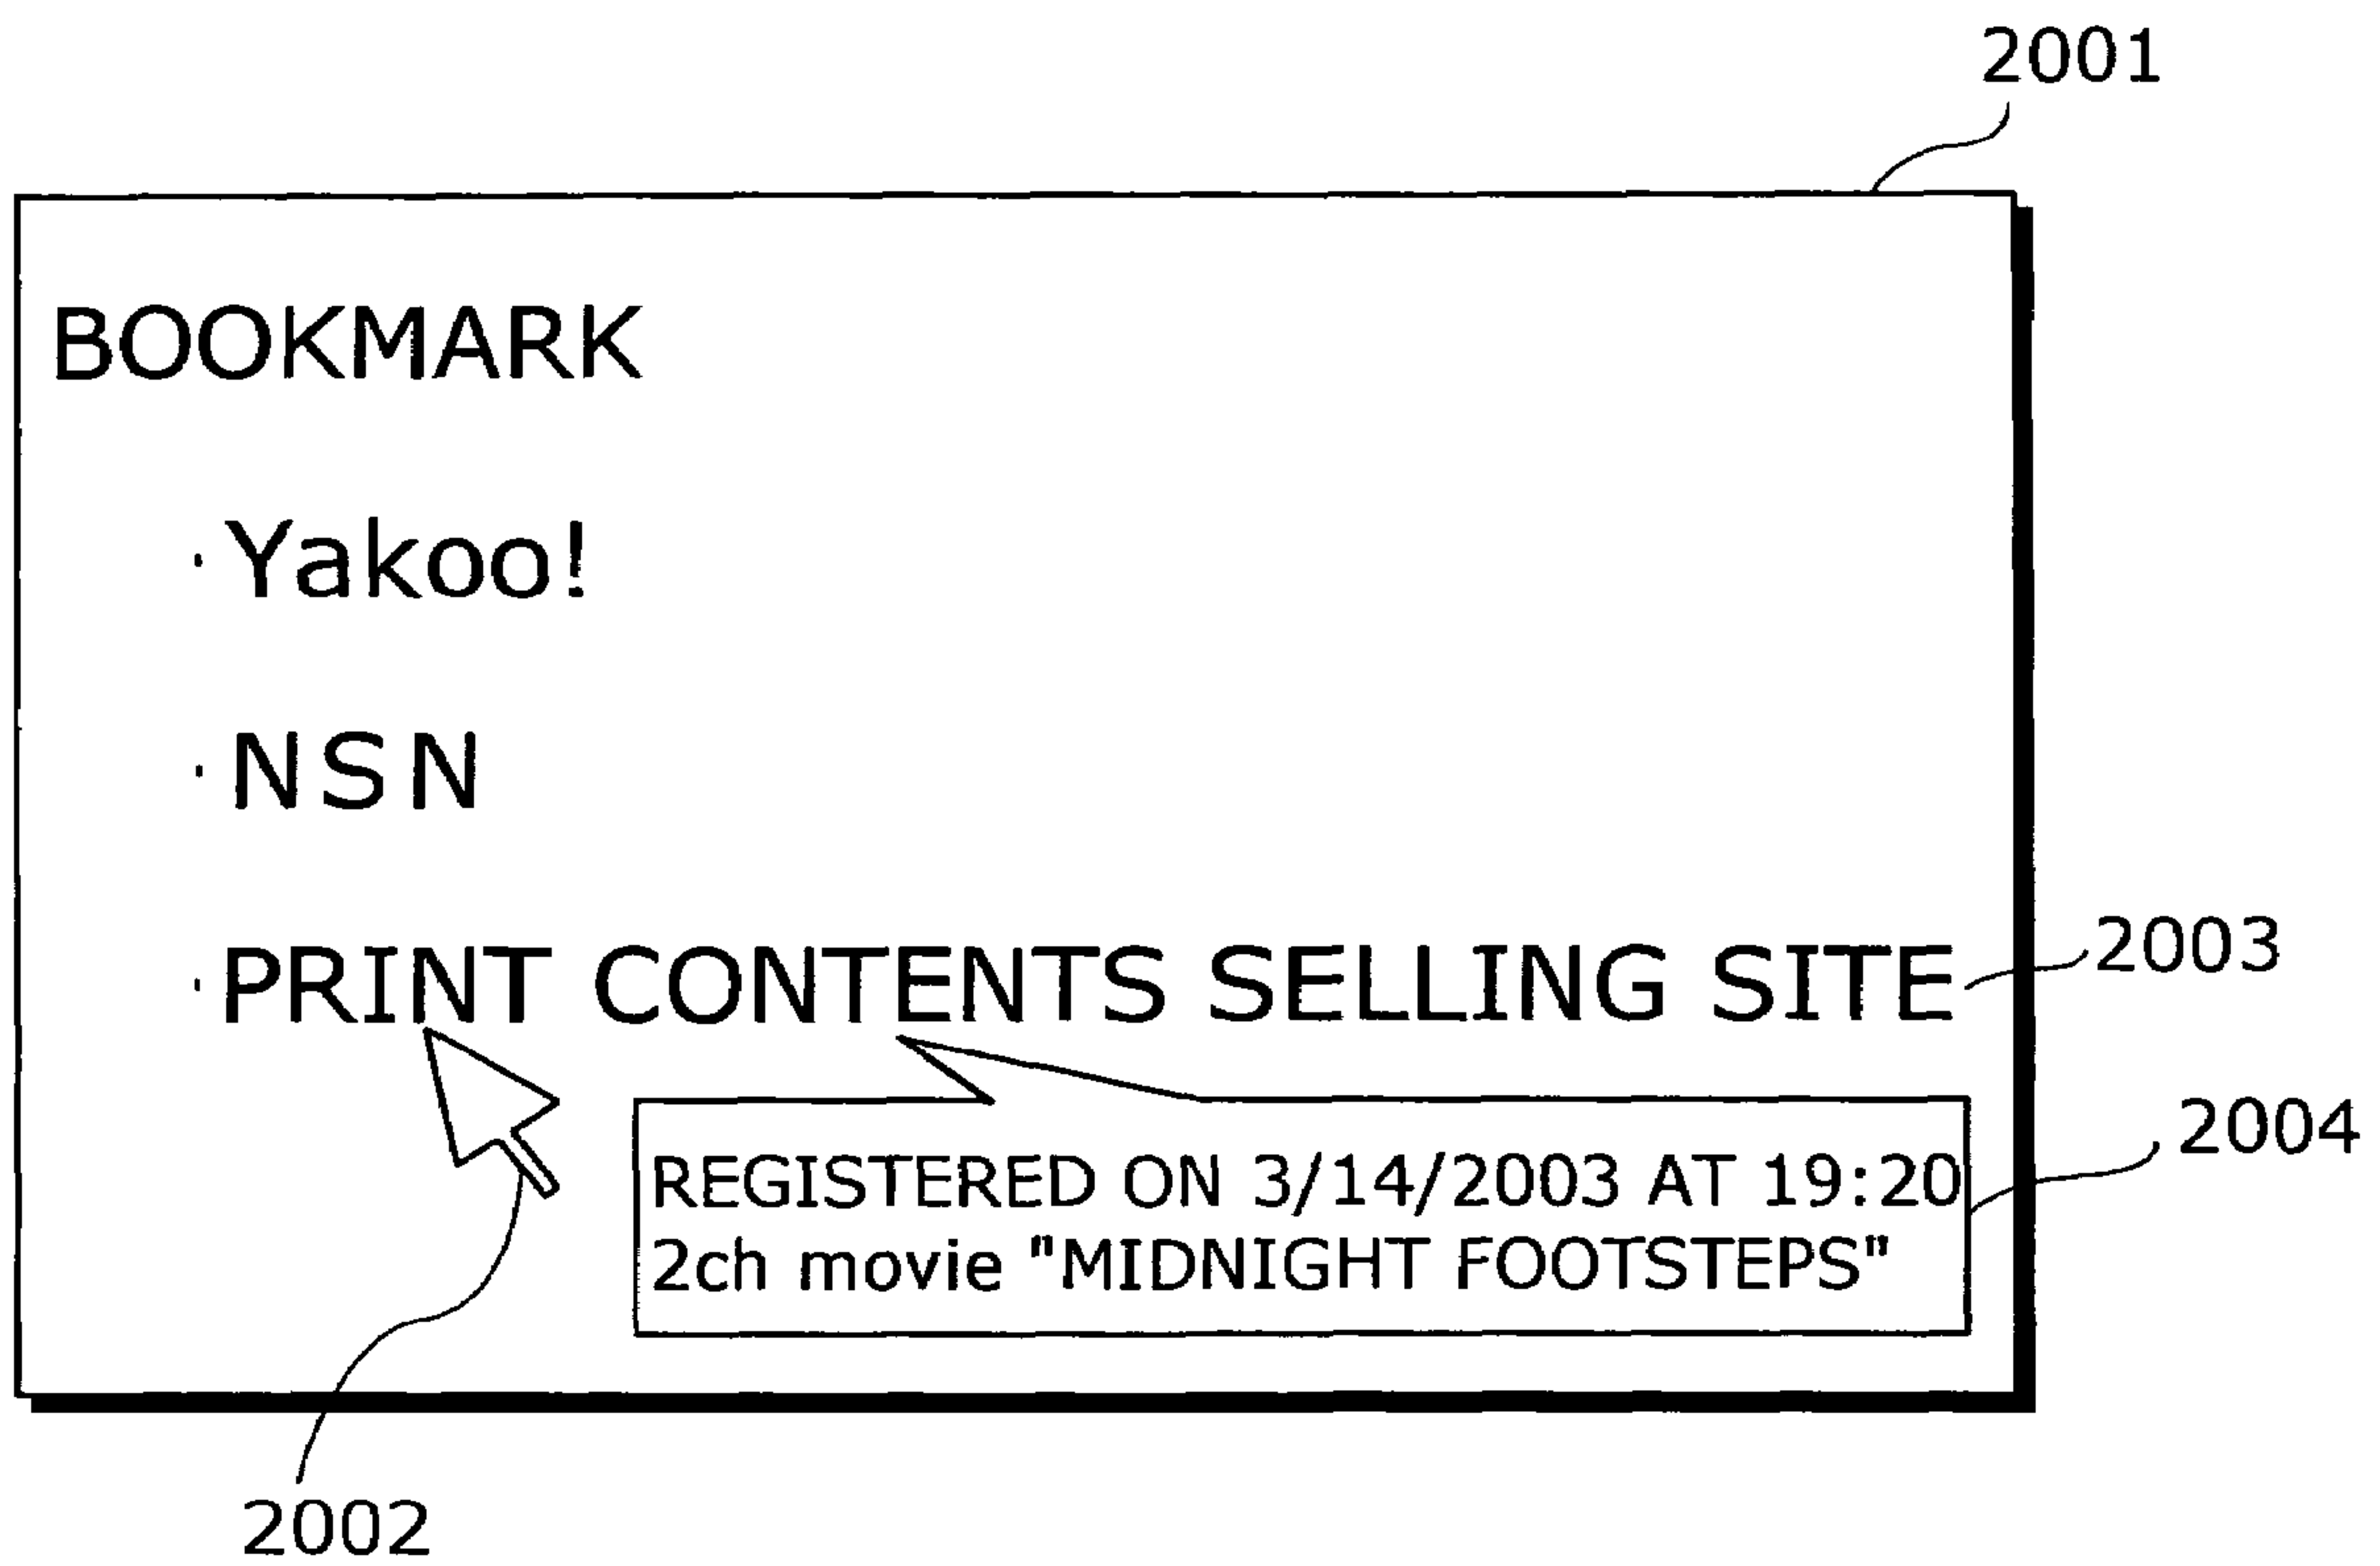 2001
BOOKMARK
·Yakoo!
·NSN
·PRINT CONTENTS SELLING SITE
2003
2004
REGISTERED ON 3/14/2003 AT 19:20
2ch movie "MIDNIGHT FOOTSTEPS"
2002